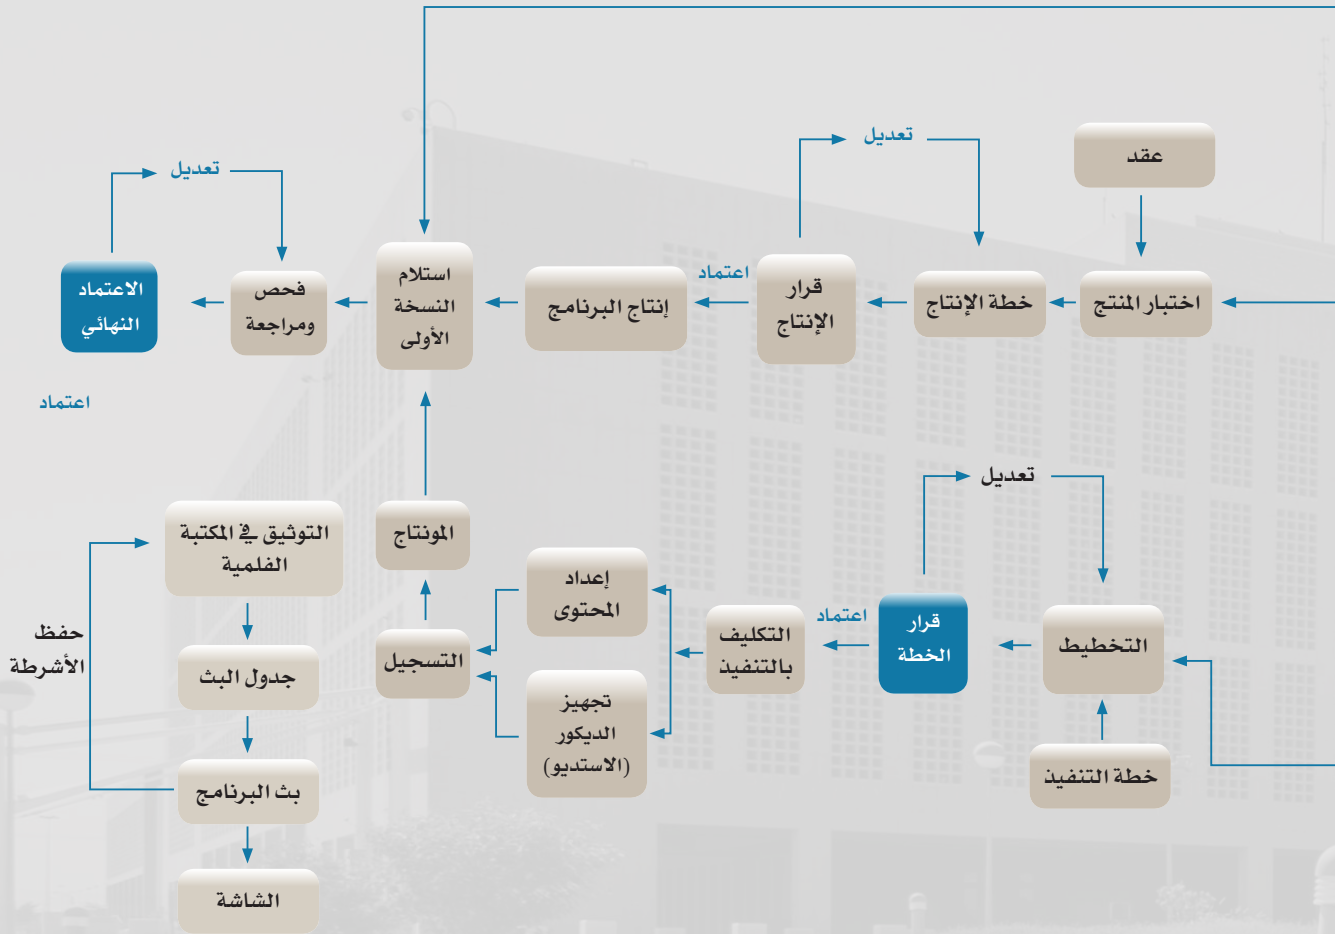 تعديل
عقد
تعديل
اختبار المنتج
خطة الإنتاج
قرار
الإنتاج
اعتماد
إنتاج البرنامج
استلام
النسخة
الأولى
فحص
ومراجعة
الاعتماد
النهائي
اعتماد
تعديل
التخطيط
خطة التنفيذ
قرار
الخطة
اعتماد
التكليف
بالتنفيذ
إعداد
المحتوى
تجهيز
الديكور
(الاستديو)
التسجيل
المونتاج
التوثيق في المكتبة
الفلمية
جدول البث
بث البرنامج
الشاشة
حفظ
الأشرطة